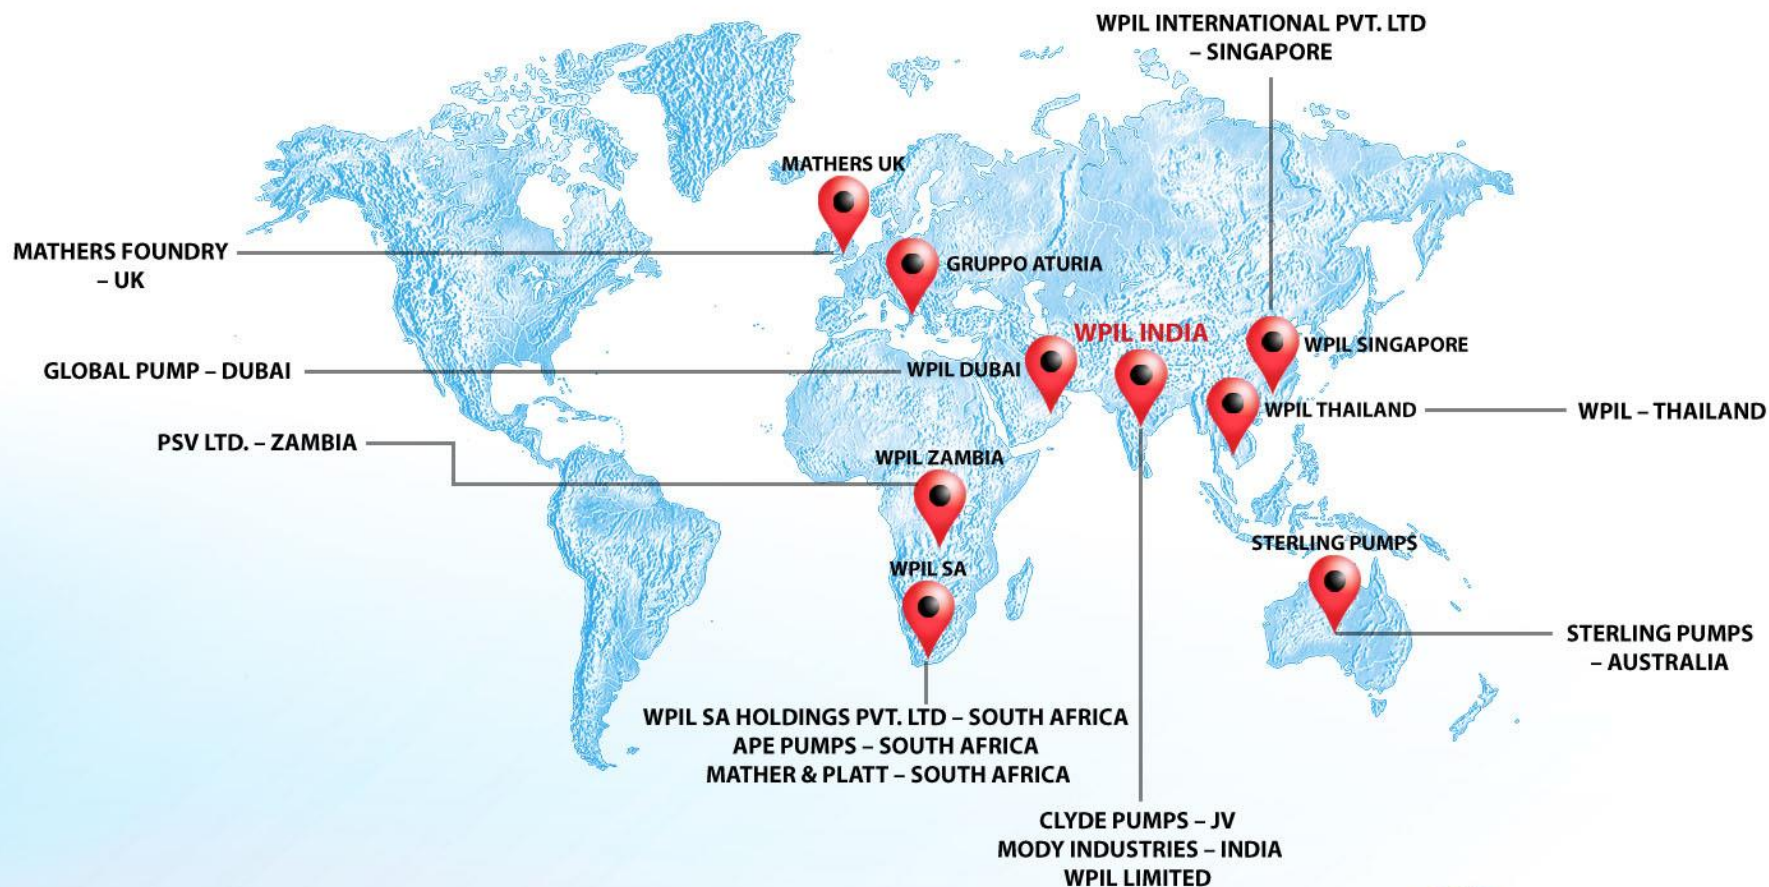 WPIL INTERNATIONAL PVT. LTD
– SINGAPORE
MATHERS UK
MATHERS FOUNDRY
– UK
GRUPPO ATURIA
WPIL INDIA
WPIL SINGAPORE
GLOBAL PUMP – DUBAI
WPIL DUBAI
WPIL THAILAND
WPIL – THAILAND
PSV LTD. – ZAMBIA
WPIL ZAMBIA
STERLING PUMPS
WPIL SA
STERLING PUMPS
– AUSTRALIA
WPIL SA HOLDINGS PVT. LTD – SOUTH AFRICA
APE PUMPS – SOUTH AFRICA
MATHER & PLATT – SOUTH AFRICA
CLYDE PUMPS – JV
MODY INDUSTRIES – INDIA
WPIL LIMITED